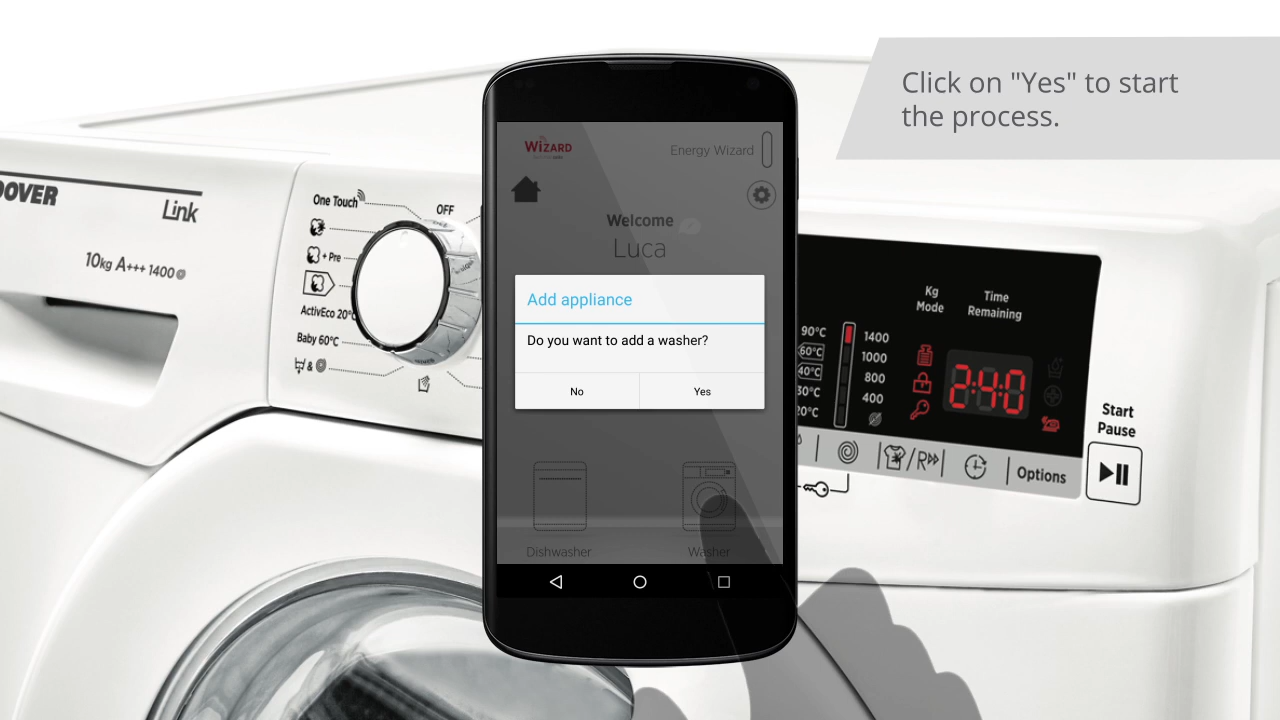 Click on "Yes" to start
the process.
WIZARD
Energy Wizard
Welcome
Luca
Add appliance
Do you want to add a washer?
No
Yes
Dishwasher
Washer
OOVER
Link
10kg A+++ 1400
One Touch
OFF
+ Pre
ActivEco 20°C
Baby 60°C
&
Kg
Mode
Time
Remaining
90°C
60°C
40°C
30°C
20°C
1400
1000
800
400
2:40
/R
Options
Start
Pause